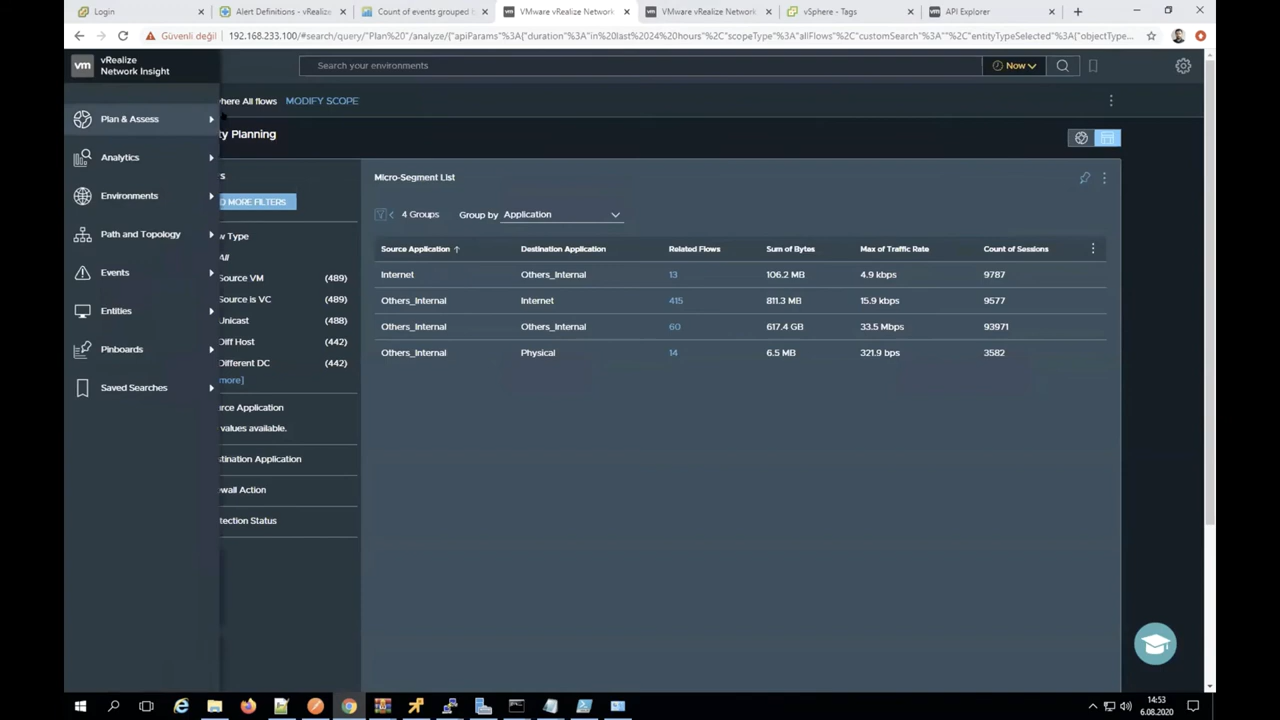 Login
Alert Definitions - vRealize
Count of events grouped
VMware vRealize Network
VMware vRealize Network
vSphere - Tags
API Explorer
Güvenli değil
192.168.233.100/#search/query/"Plan%20"/analyze/{"apiParams"%3A{"duration"%3A"in%20last%2024%20hours"%2C"scopeType"%3A"allFlows"%2C"customSearch"%3A""%2C"entityTypeSelected"%3A{"objectType...
vm vRealize
Network Insight
Search your environments
Now
here All flows MODIFY SCOPE
Plan & Assess
ty Planning
Analytics
Environments
Path and Topology
Events
Entities
Pinboards
Saved Searches
rs
D MORE FILTERS
w Type
All
Source VM (489)
Source is VC (489)
Unicast (488)
Diff Host (442)
Different DC (442)
more]
rce Application
values available.
stination Application
wall Action
tection Status
Micro-Segment List
4 Groups Group by Application
Source Application Destination Application Related Flows Sum of Bytes Max of Traffic Rate Count of Sessions
Internet Others_Internal 13 106.2 MB 4.9 kbps 9787
Others_Internal Internet 415 811.3 MB 15.9 kbps 9577
Others_Internal Others_Internal 60 617.4 GB 33.5 Mbps 93971
Others_Internal Physical 14 6.5 MB 321.9 bps 3582
14:53
6.08.2020